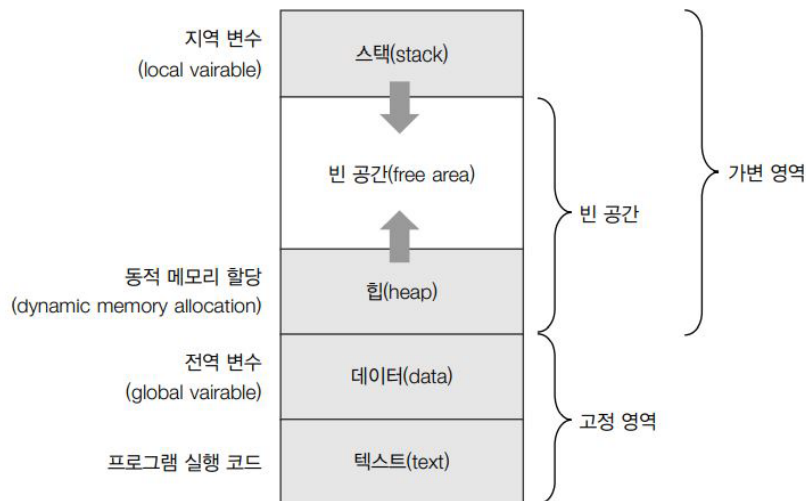 지역 변수
(local vairable)
스택(stack)
빈 공간(free area)
가변 영역
빈 공간
동적 메모리 할당
(dynamic memory allocation)
힙(heap)
전역 변수
(global vairable)
데이터(data)
고정 영역
프로그램 실행 코드
텍스트(text)